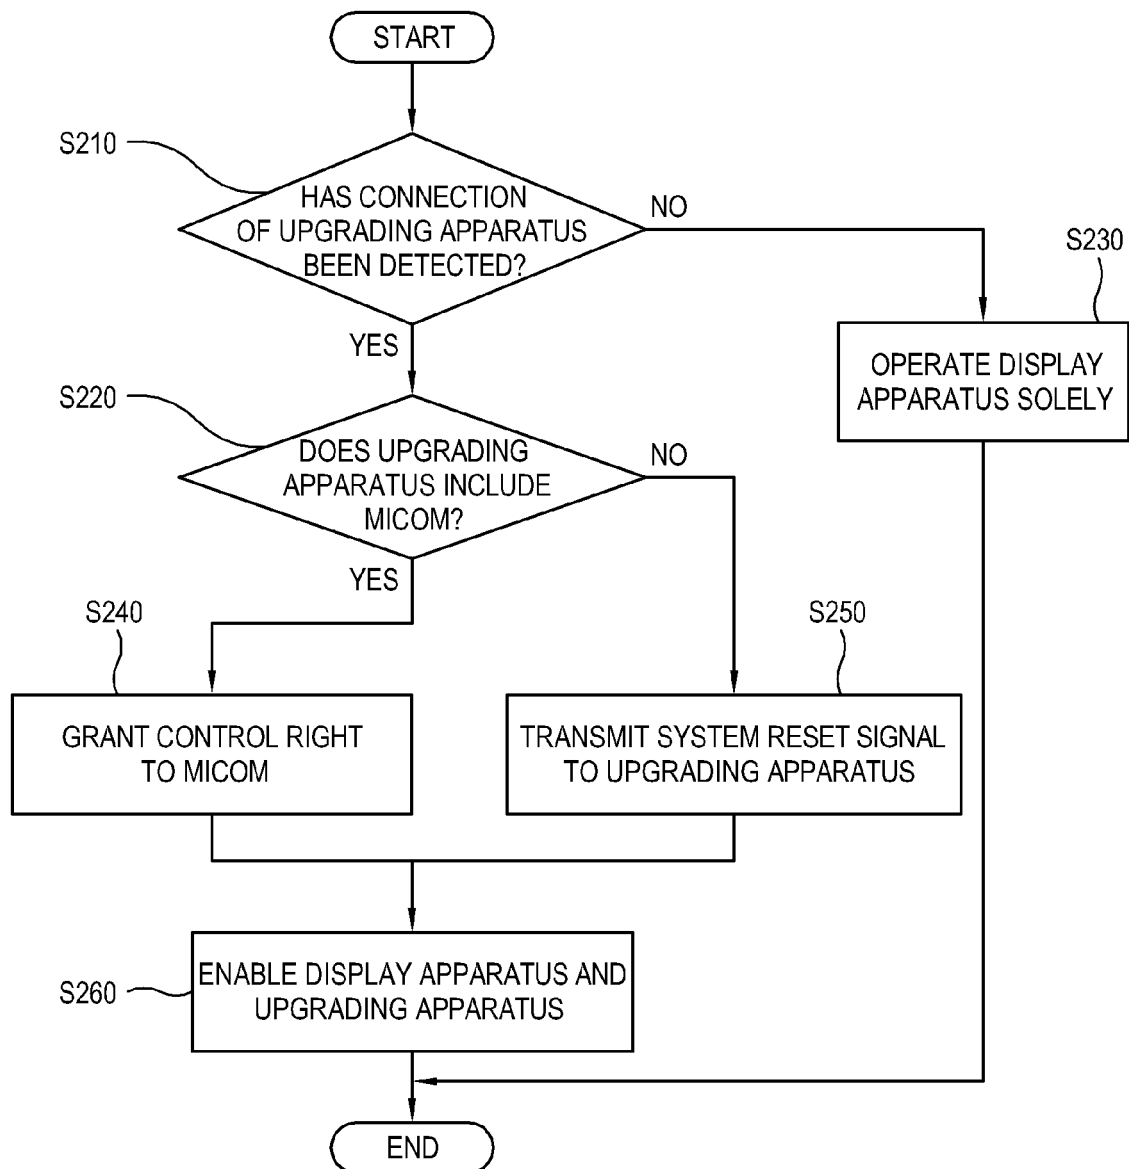 START
S210
HAS CONNECTION
OF UPGRADING APPARATUS
BEEN DETECTED?
NO
YES
S230
OPERATE DISPLAY
APPARATUS SOLELY
S220
DOES UPGRADING
APPARATUS INCLUDE
MICOM?
NO
YES
S240
GRANT CONTROL RIGHT
TO MICOM
S250
TRANSMIT SYSTEM RESET SIGNAL
TO UPGRADING APPARATUS
S260
ENABLE DISPLAY APPARATUS AND
UPGRADING APPARATUS
END